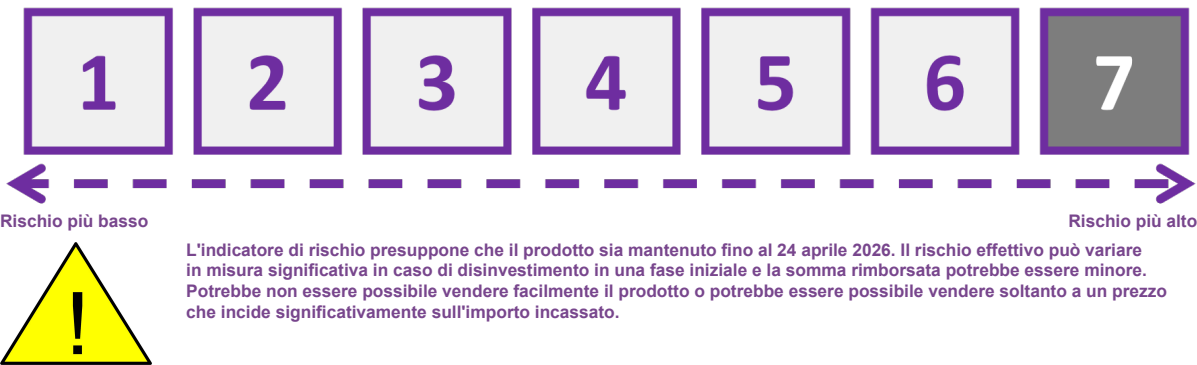 1 2 3 4 5 6 7
Rischio più basso Rischio più alto
L'indicatore di rischio presuppone che il prodotto sia mantenuto fino al 24 aprile 2026. Il rischio effettivo può variare
in misura significativa in caso di disinvestimento in una fase iniziale e la somma rimborsata potrebbe essere minore.
Potrebbe non essere possibile vendere facilmente il prodotto o potrebbe essere possibile vendere soltanto a un prezzo
che incide significativamente sull'importo incassato.
!